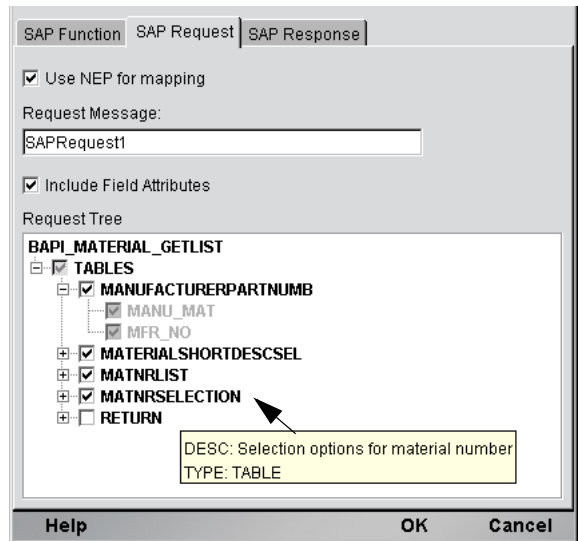 SAP Function SAP Request SAP Response
Use NEP for mapping
Request Message:
SAPRequest1
Include Field Attributes
Request Tree
BAPI_MATERIAL_GETLIST
TABLES
MANUFACTURERPARTNUMB
MANU_MAT
MFR_NO
MATERIALSHORTDESCSEL
MATNRLIST
MATNRSELECTION
RETURN
DESC: Selection options for material number
TYPE: TABLE
Help OK Cancel